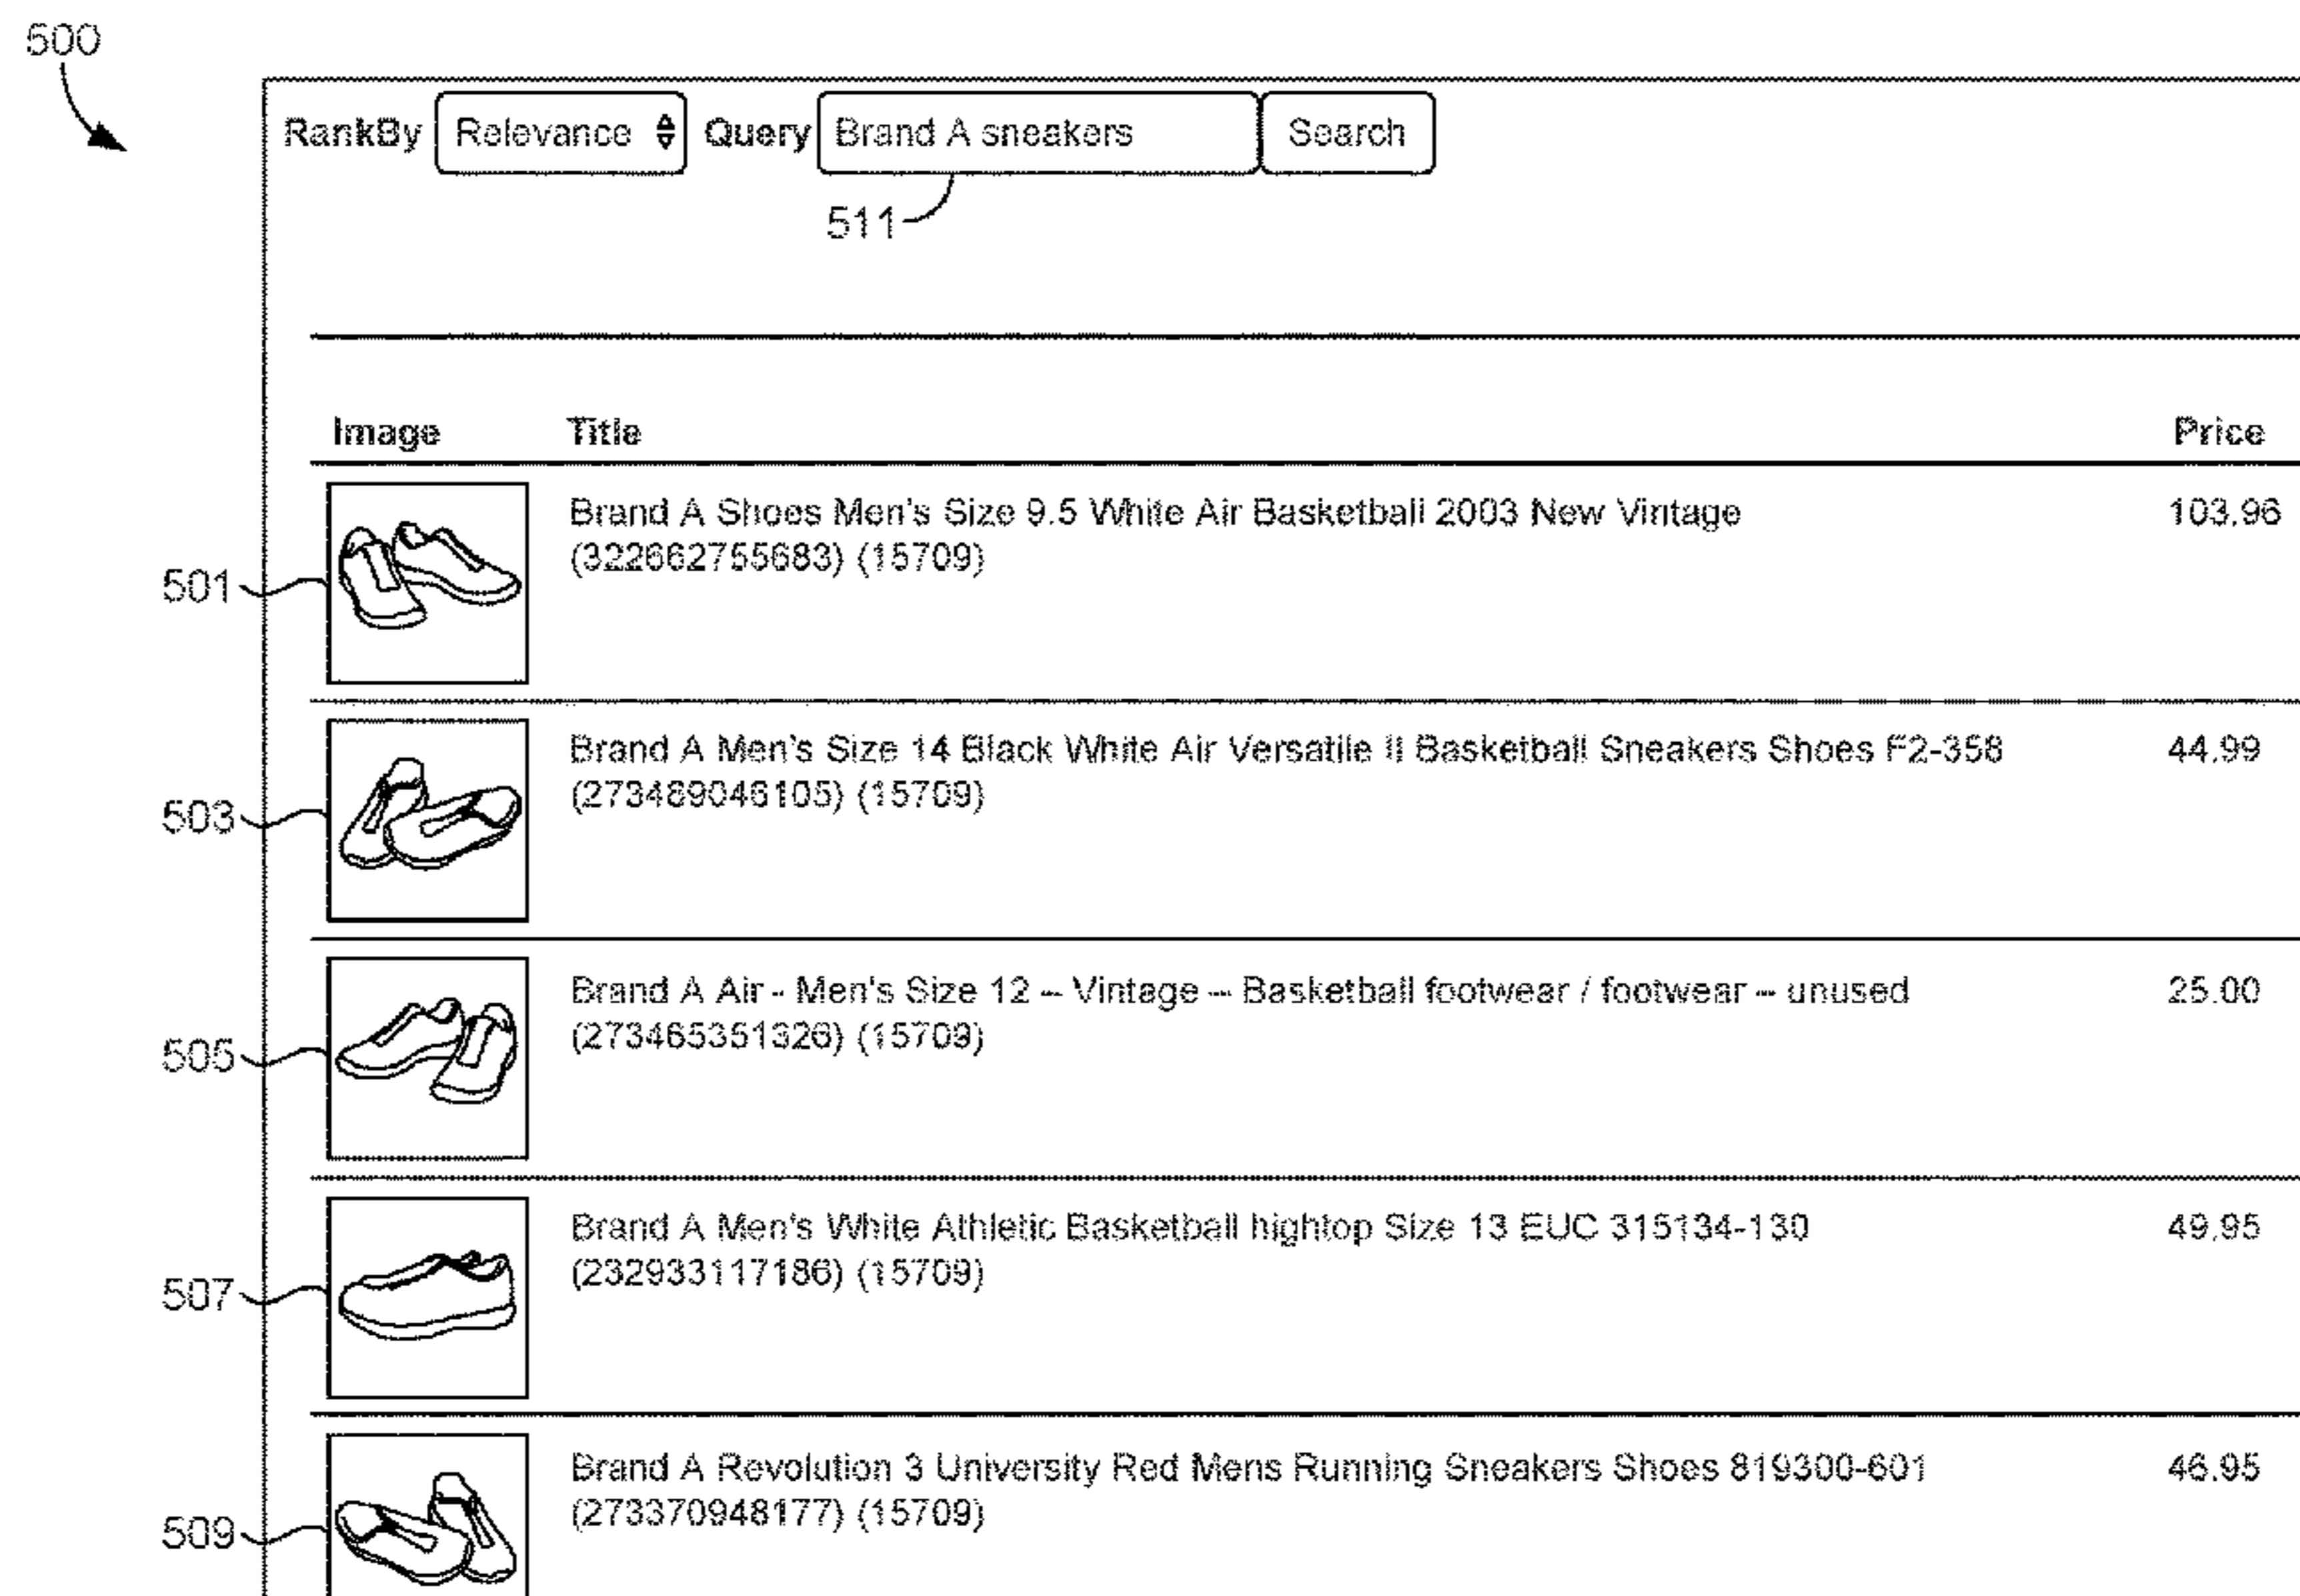 500
RankBy Relevance Query Brand A sneakers Search
511
Image Title Price
Brand A Shoes Men's Size 9.5 White Air Basketball 2003 New Vintage 103.96
(322662755683) (15709)
501
Brand A Men's Size 14 Black White Air Versatile II Basketball Sneakers Shoes F2-358 44.99
(273489046105) (15709)
503
Brand A Air - Men's Size 12 -- Vintage -- Basketball footwear / footwear -- unused 25.00
(273465351326) (15709)
505
Brand A Men's White Athletic Basketball hightop Size 13 EUC 315134-130 49.95
(232933117186) (15709)
507
Brand A Revolution 3 University Red Mens Running Sneakers Shoes 819300-601 46.95
(273370948177) (15709)
509